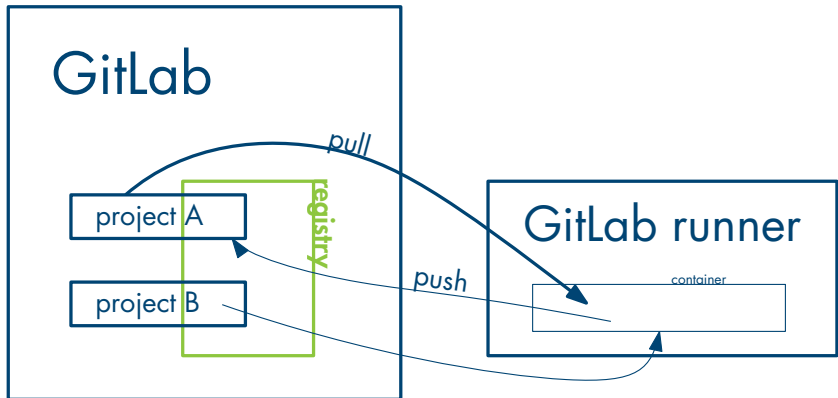 GitLab
pull
project A
registry
GitLab runner
push
container
project B